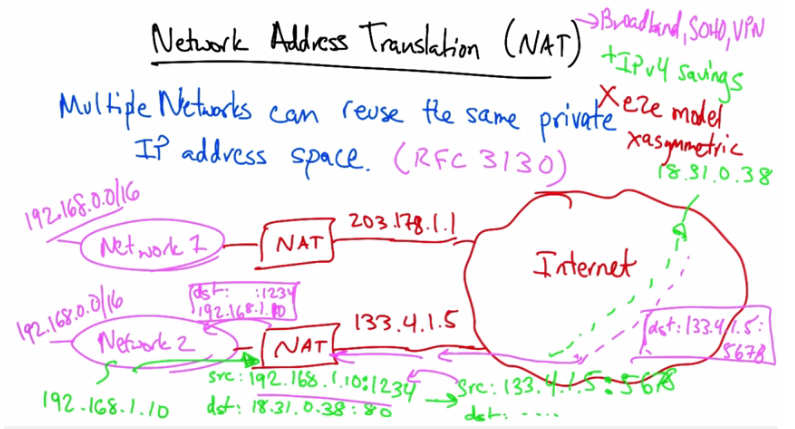 Network Address Translation (NAT)
→Broadband, SOHO, VPN
+IPv4 savings
Xe2e model
xasymmetric
Multiple Networks can reuse the same private
IP address space. (RFC 3130)
18.31.0.38
192.168.0.0/16
Network 1
NAT
203.178.1.1
Internet
192.168.0.0/16
Network 2
dst: :1234
192.168.1.10
NAT
133.4.1.5
dst:133.4.1.5:
5678
192.168.1.10
src:192.168.1.10:1234
dst: 18.31.0.38:80
→src:133.4.1.5:5678
dst: ....